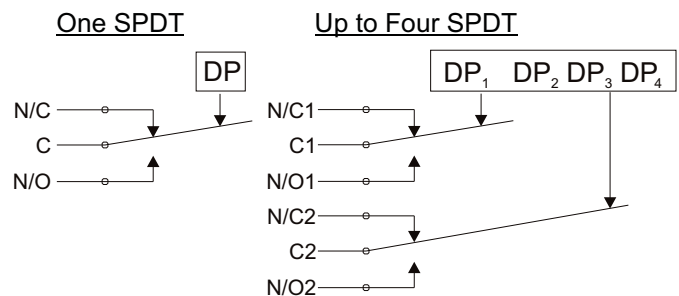 One SPDT
DP
N/C
C
N/O
Up to Four SPDT
DP₁ DP₂ DP₃ DP₄
N/C1
C1
N/O1
N/C2
C2
N/O2